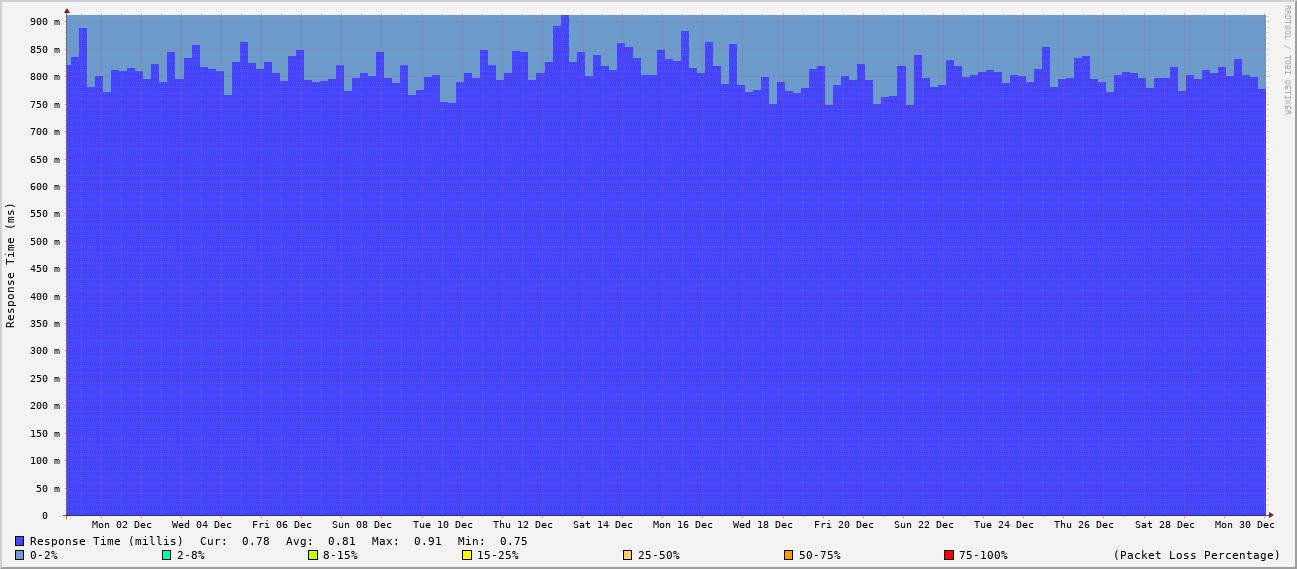 RRDTOOL / TOBI OETIKER
Response Time (ms)
900 m
850 m
800 m
750 m
700 m
650 m
600 m
550 m
500 m
450 m
400 m
350 m
300 m
250 m
200 m
150 m
100 m
50 m
0
Mon 02 Dec Wed 04 Dec Fri 06 Dec Sun 08 Dec Tue 10 Dec Thu 12 Dec Sat 14 Dec Mon 16 Dec Wed 18 Dec Fri 20 Dec Sun 22 Dec Tue 24 Dec Thu 26 Dec Sat 28 Dec Mon 30 Dec
Response Time (millis) Cur: 0.78 Avg: 0.81 Max: 0.91 Min: 0.75
0-2% 2-8% 8-15% 15-25% 25-50% 50-75% 75-100% (Packet Loss Percentage)